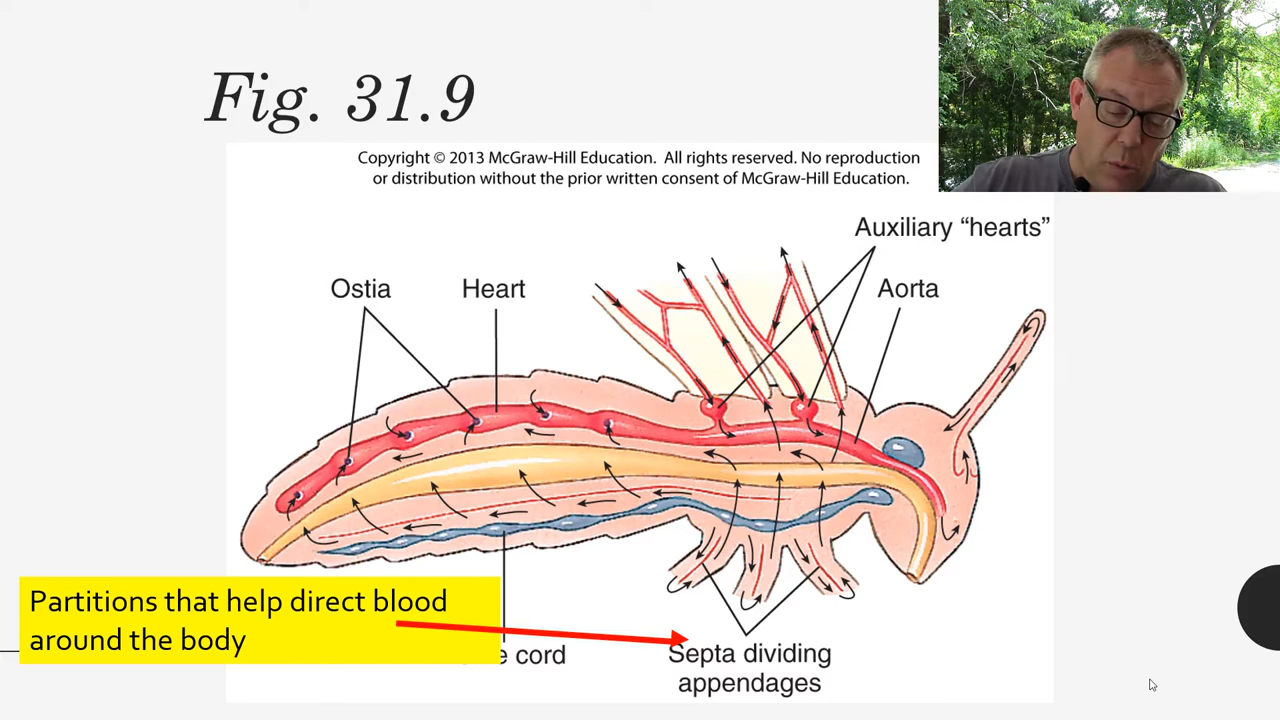 Fig. 31.9
Copyright © 2013 McGraw-Hill Education. All rights reserved. No reproduction
or distribution without the prior written consent of McGraw-Hill Education.
Auxiliary “hearts”
Ostia
Heart
Aorta
Partitions that help direct blood
around the body
cord
Septa dividing
appendages